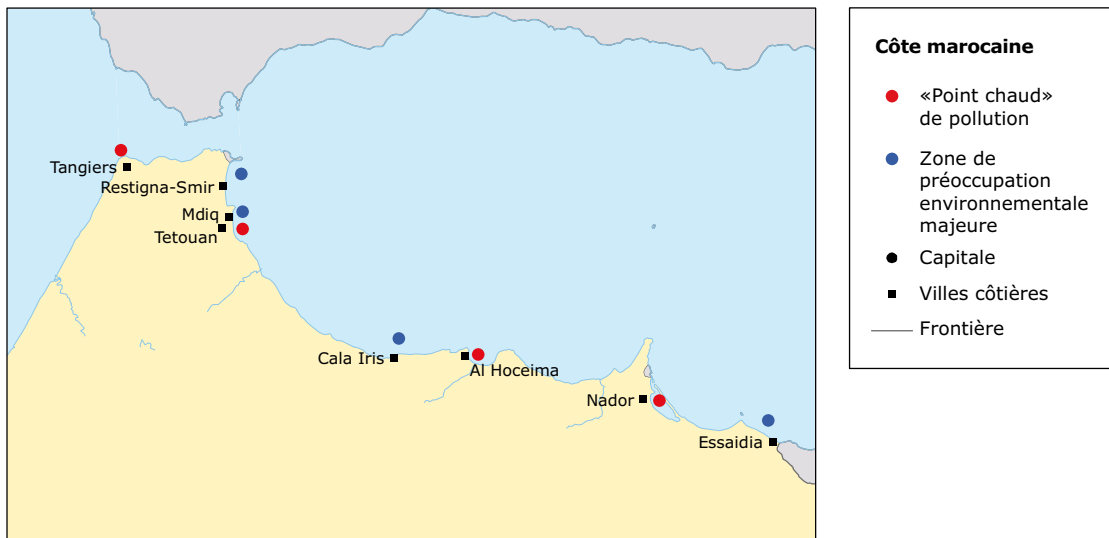 Tangiers
Restigna-Smir
Mdiq
Tetouan
Cala Iris
Al Hoceima
Nador
Essaidia
Côte marocaine
«Point chaud»
de pollution
Zone de
préoccupation
environnementale
majeure
Capitale
Villes côtières
Frontière